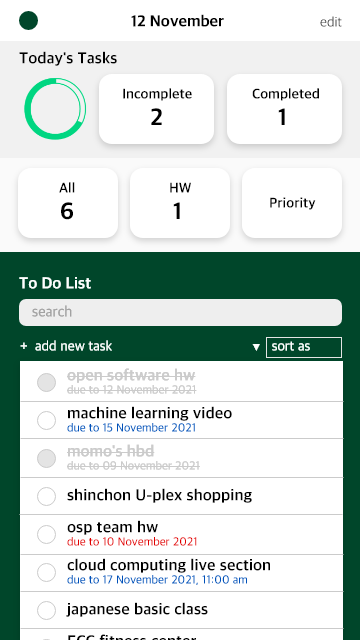 12 November
edit
Today's Tasks
Incomplete
2
Completed
1
All
6
HW
1
Priority
To Do List
search
+ add new task
▼ sort as
open software hw
due to 12 November 2021
machine learning video
due to 15 November 2021
momo's hbd
due to 09 November 2021
shinchon U-plex shopping
osp team hw
due to 10 November 2021
cloud computing live section
due to 17 November 2021, 11:00 am
japanese basic class
fitness center